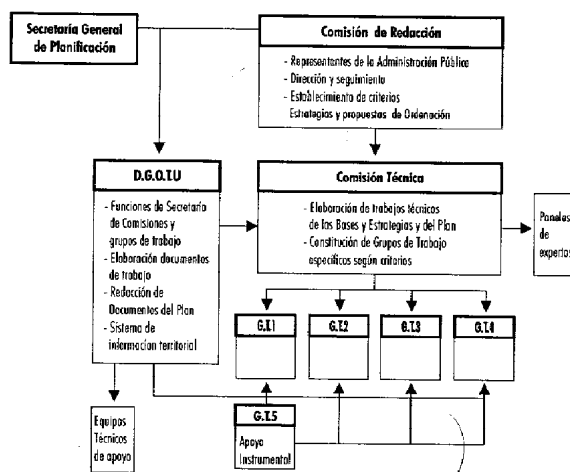 Secretaría General
de Planificación
Comisión de Redacción
- Representantes de la Administración Pública
- Dirección y seguimiento
- Establecimiento de criterios
Estrategias y propuestas de Ordenación
D.G.O.T.U
- Funciones de Secretaría
de Comisiones y
grupos de trabajo
- Elaboración documentos
de trabajo
- Redacción de
Documentos del Plan
- Sistema de
informacían territorial
Comisión Técnica
- Elaboración de trabajos técnicos
de las Bases y Estrategias y del Plan
- Constitución de Grupos de Trabajo
específicos según criterios
Paneles
de
expertos
G.T.1
G.T.2
G.T.3
G.T.4
G.T.5
Apoyo
Instrumental
Equipos
Técnicos
de apoyo